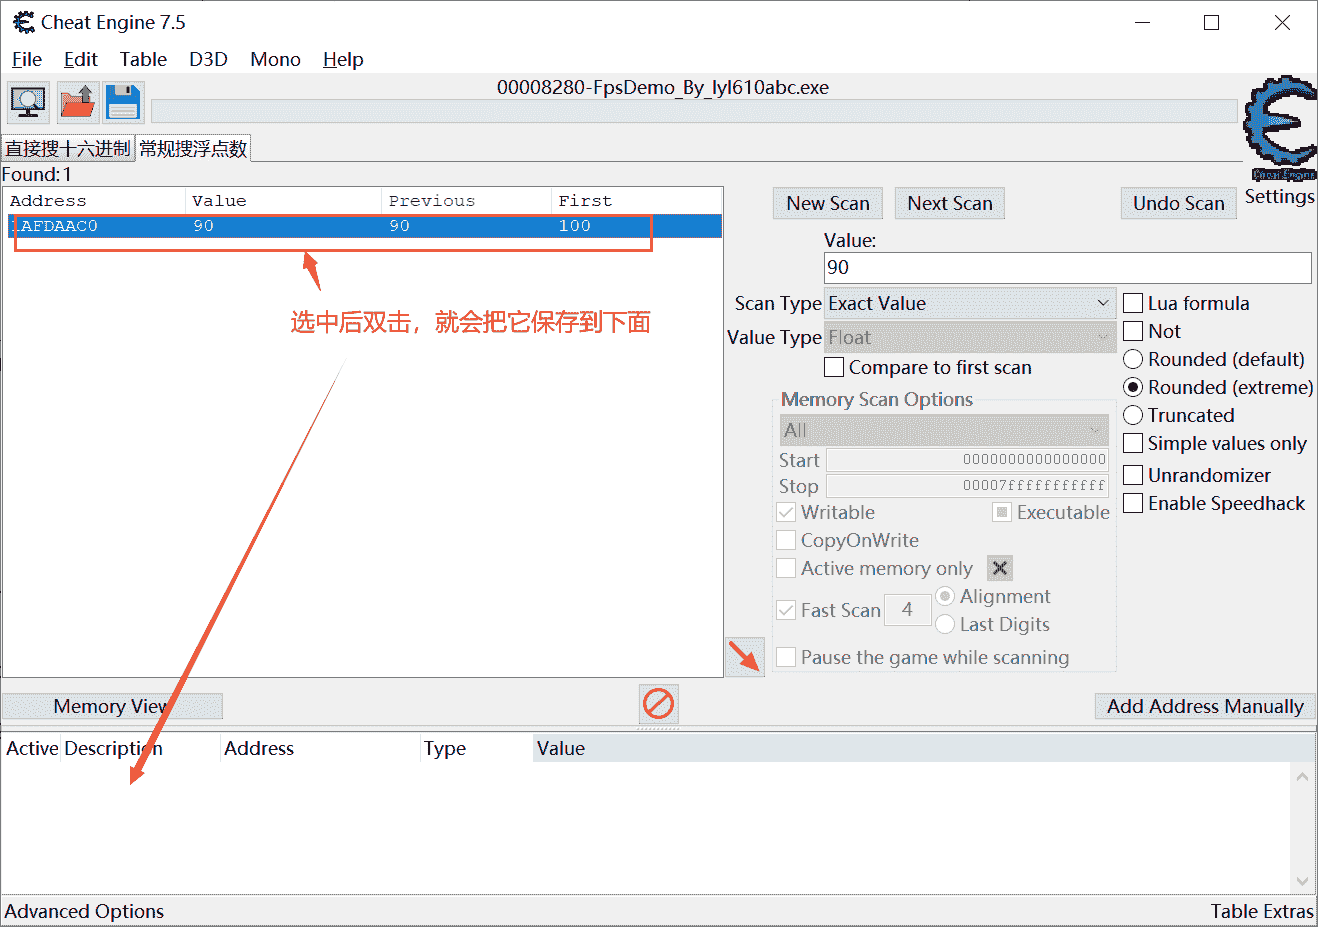 Cheat Engine 7.5
File Edit Table D3D Mono Help
00008280-FpsDemo_By_lyl610abc.exe
直接搜十六进制 常规搜浮点数
Found: 1
Address Value Previous First
1AFDAAC0 90 90 100
选中后双击，就会把它保存到下面
New Scan Next Scan Undo Scan
Cheat Engine
Settings
Value:
90
Scan Type Exact Value
Value Type Float
Compare to first scan
Lua formula
Not
Rounded (default)
Rounded (extreme)
Truncated
Simple values only
Unrandomizer
Enable Speedhack
Memory Scan Options
All
Start 0000000000000000
Stop 00007fffffffffff
Writable Executable
CopyOnWrite
Active memory only
Fast Scan 4 Alignment
Last Digits
Pause the game while scanning
Memory View Add Address Manually
Active Description Address Type Value
Advanced Options Table Extras